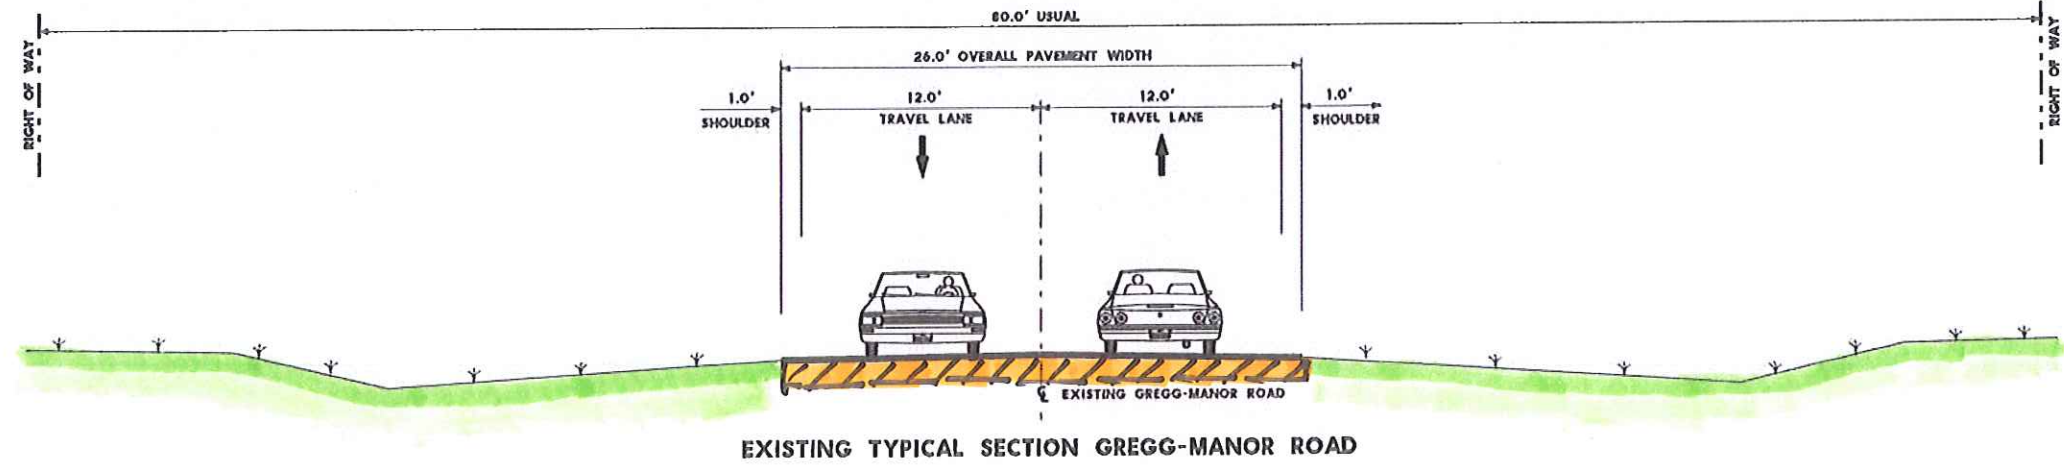 80.0' USUAL
RIGHT OF WAY
RIGHT OF WAY
26.0' OVERALL PAVEMENT WIDTH
1.0'
SHOULDER
12.0'
TRAVEL LANE
12.0'
TRAVEL LANE
1.0'
SHOULDER
℄ EXISTING GREGG-MANOR ROAD
EXISTING TYPICAL SECTION GREGG-MANOR ROAD